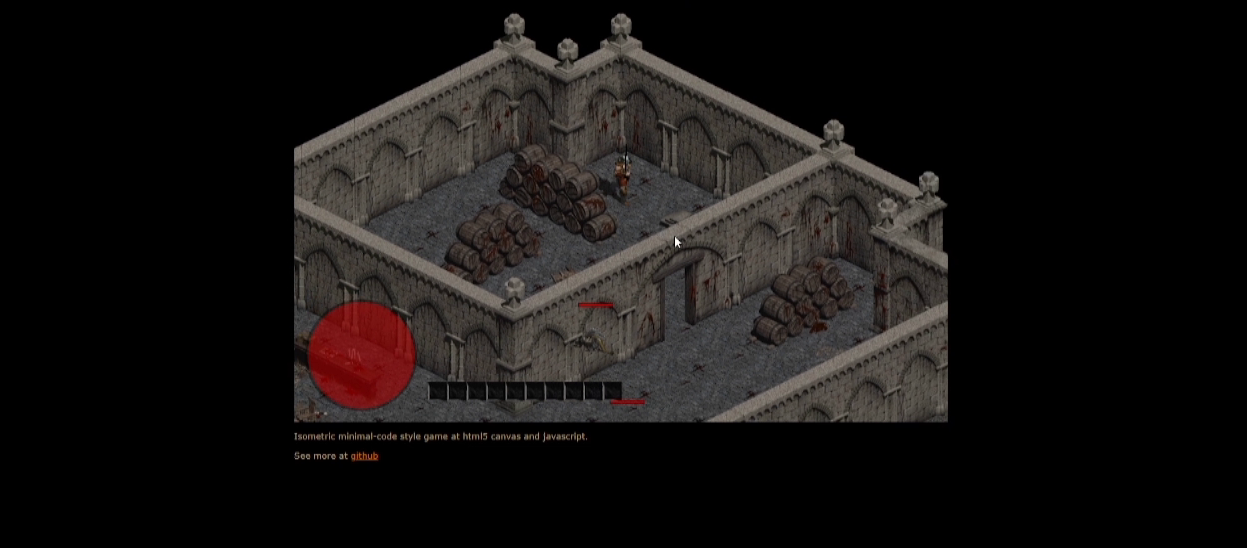 Isometric minimal-code style game at html5 canvas and javascript.
See more at github